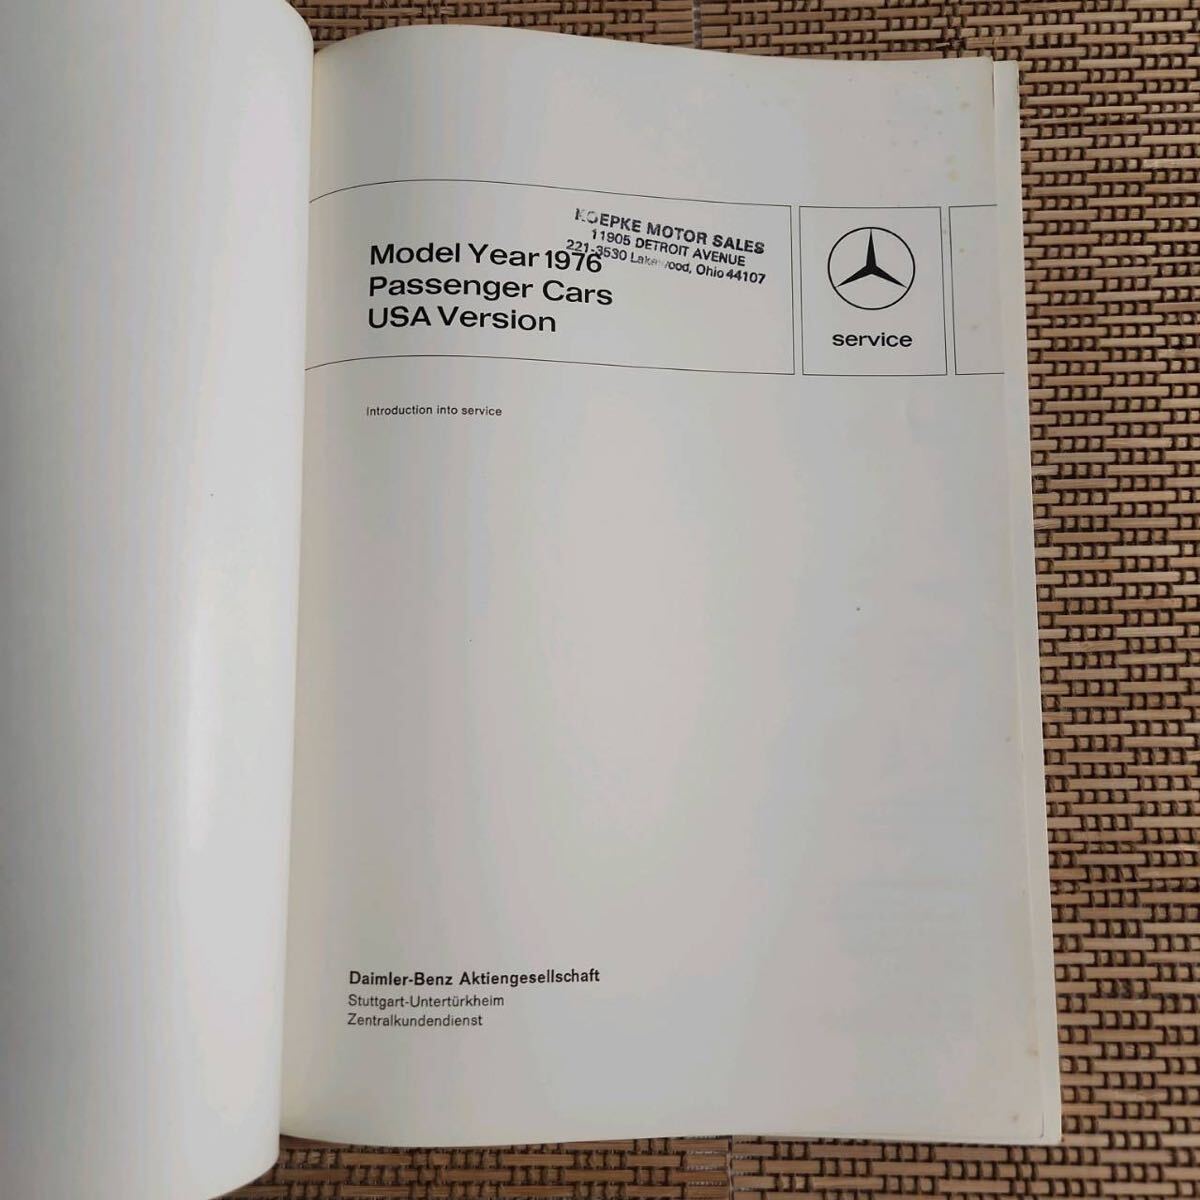 KOEPKE MOTOR SALES
11905 DETROIT AVENUE
221-3530 Lakewood, Ohio 44107
Model Year 1976
Passenger Cars
USA Version
service
Introduction into service
Daimler-Benz Aktiengesellschaft
Stuttgart-Untertürkheim
Zentralkundendienst